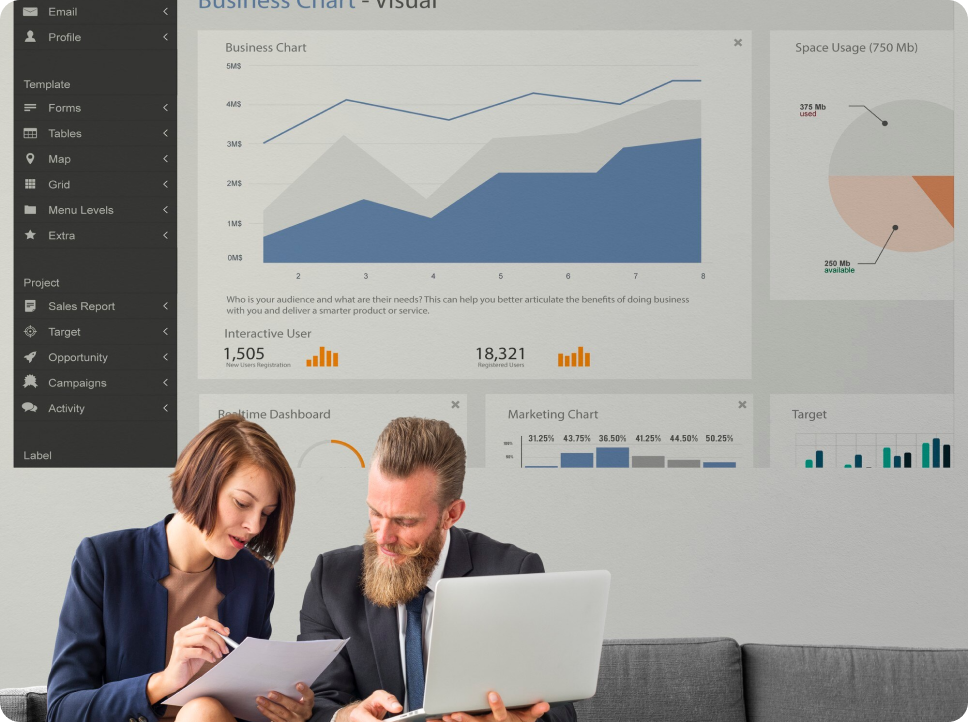 Business Chart - Visual
Email
Profile
Template
Forms
Tables
Map
Grid
Menu Levels
Extra
Project
Sales Report
Target
Opportunity
Campaigns
Activity
Label
Business Chart
5M$
4M$
3M$
2M$
1M$
0M$
2 3 4 5 6 7 8
Who is your audience and what are their needs? This can help you better articulate the benefits of doing business
with you and deliver a smarter product or service.
Interactive User
1,505
New Users Registration
18,321
Registered Users
Space Usage (750 Mb)
375 Mb
used
250 Mb
available
Realtime Dashboard
Marketing Chart
31.25% 43.75% 36.50% 41.25% 44.50% 50.25%
100%
Target